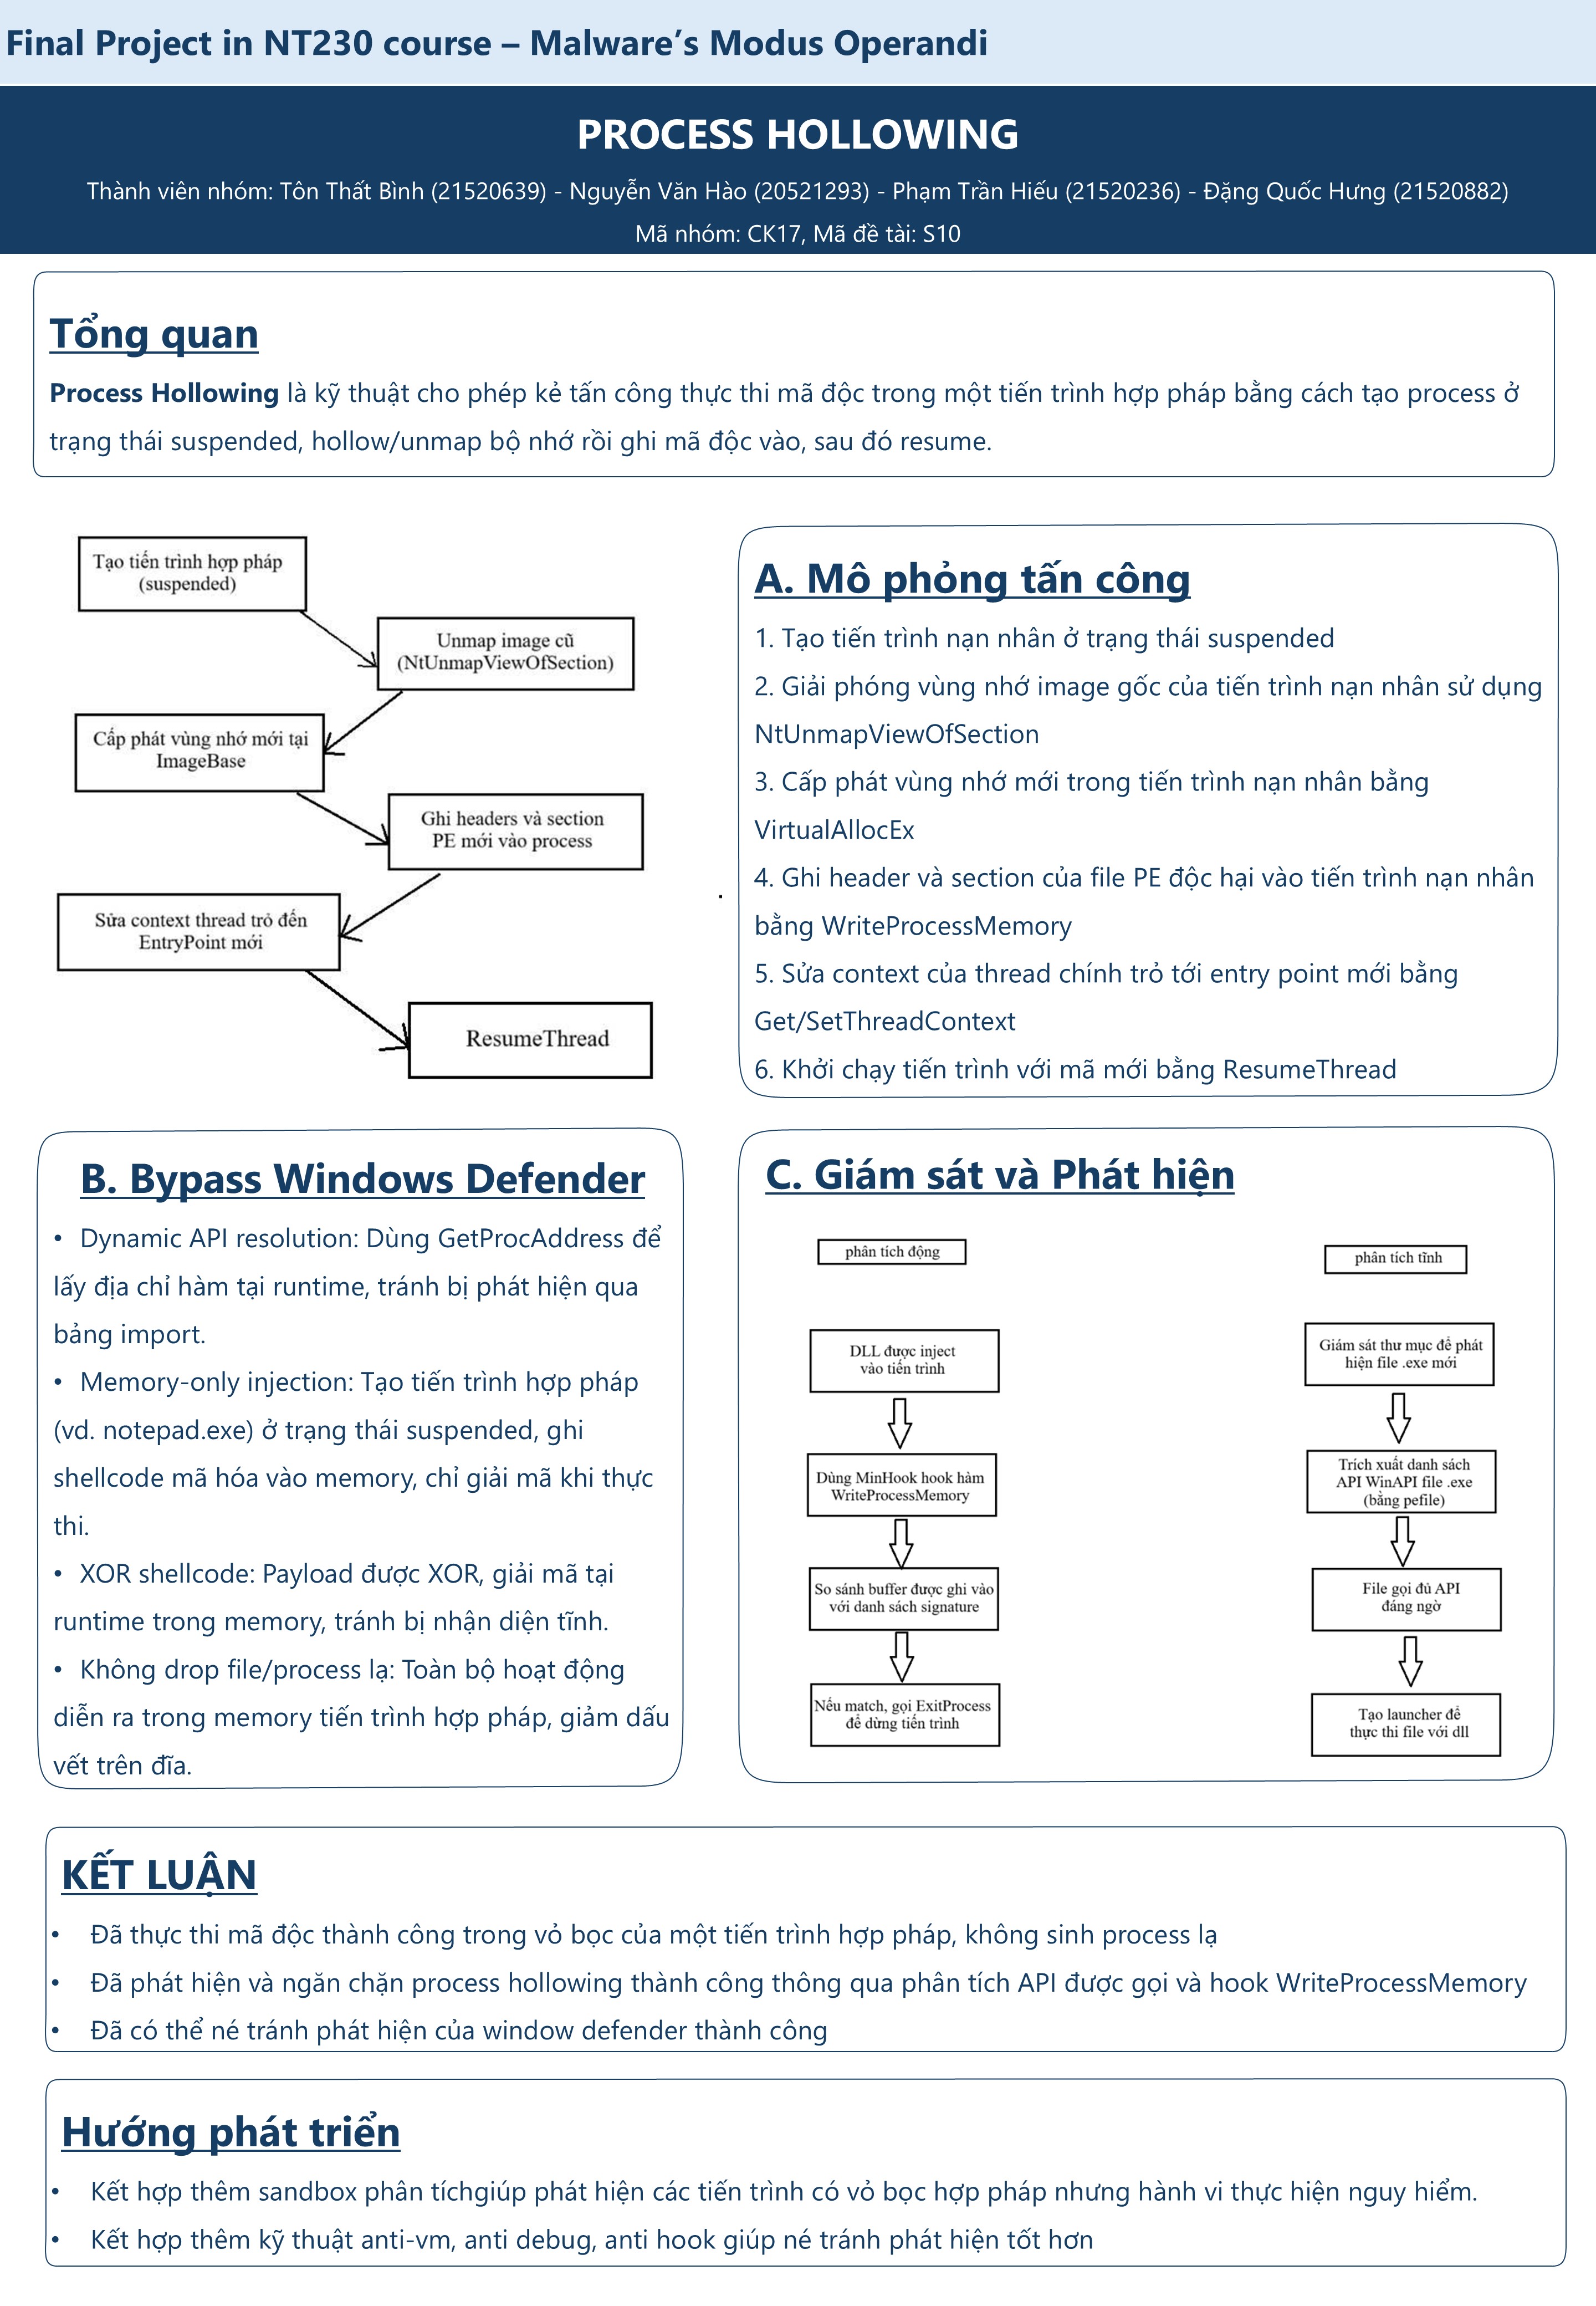 Final Project in NT230 course – Malware’s Modus Operandi
PROCESS HOLLOWING
Thành viên nhóm: Tôn Thất Bình (21520639) - Nguyễn Văn Hào (20521293) - Phạm Trần Hiếu (21520236) - Đặng Quốc Hưng (21520882)
Mã nhóm: CK17, Mã đề tài: S10
Tổng quan
Process Hollowing là kỹ thuật cho phép kẻ tấn công thực thi mã độc trong một tiến trình hợp pháp bằng cách tạo process ở
trạng thái suspended, hollow/unmap bộ nhớ rồi ghi mã độc vào, sau đó resume.
Tạo tiến trình hợp pháp
(suspended)
Unmap image cũ
(NtUnmapViewOfSection)
Cấp phát vùng nhớ mới tại
ImageBase
Ghi headers và section
PE mới vào process
Sửa context thread trỏ đến
EntryPoint mới
ResumeThread
.
A. Mô phỏng tấn công
1. Tạo tiến trình nạn nhân ở trạng thái suspended
2. Giải phóng vùng nhớ image gốc của tiến trình nạn nhân sử dụng
NtUnmapViewOfSection
3. Cấp phát vùng nhớ mới trong tiến trình nạn nhân bằng
VirtualAllocEx
4. Ghi header và section của file PE độc hại vào tiến trình nạn nhân
bằng WriteProcessMemory
5. Sửa context của thread chính trỏ tới entry point mới bằng
Get/SetThreadContext
6. Khởi chạy tiến trình với mã mới bằng ResumeThread
B. Bypass Windows Defender
• Dynamic API resolution: Dùng GetProcAddress để
lấy địa chỉ hàm tại runtime, tránh bị phát hiện qua
bảng import.
• Memory-only injection: Tạo tiến trình hợp pháp
(vd. notepad.exe) ở trạng thái suspended, ghi
shellcode mã hóa vào memory, chỉ giải mã khi thực
thi.
• XOR shellcode: Payload được XOR, giải mã tại
runtime trong memory, tránh bị nhận diện tĩnh.
• Không drop file/process lạ: Toàn bộ hoạt động
diễn ra trong memory tiến trình hợp pháp, giảm dấu
vết trên đĩa.
C. Giám sát và Phát hiện
phân tích động
DLL được inject
vào tiến trình
Dùng MinHook hook hàm
WriteProcessMemory
So sánh buffer được ghi vào
với danh sách signature
Nếu match, gọi ExitProcess
để dừng tiến trình
phân tích tĩnh
Giám sát thư mục để phát
hiện file .exe mới
Trích xuất danh sách
API WinAPI file .exe
(bằng pefile)
File gọi đủ API
đáng ngờ
Tạo launcher để
thực thi file với dll
KẾT LUẬN
• Đã thực thi mã độc thành công trong vỏ bọc của một tiến trình hợp pháp, không sinh process lạ
• Đã phát hiện và ngăn chặn process hollowing thành công thông qua phân tích API được gọi và hook WriteProcessMemory
• Đã có thể né tránh phát hiện của window defender thành công
Hướng phát triển
• Kết hợp thêm sandbox phân tíchgiúp phát hiện các tiến trình có vỏ bọc hợp pháp nhưng hành vi thực hiện nguy hiểm.
• Kết hợp thêm kỹ thuật anti-vm, anti debug, anti hook giúp né tránh phát hiện tốt hơn